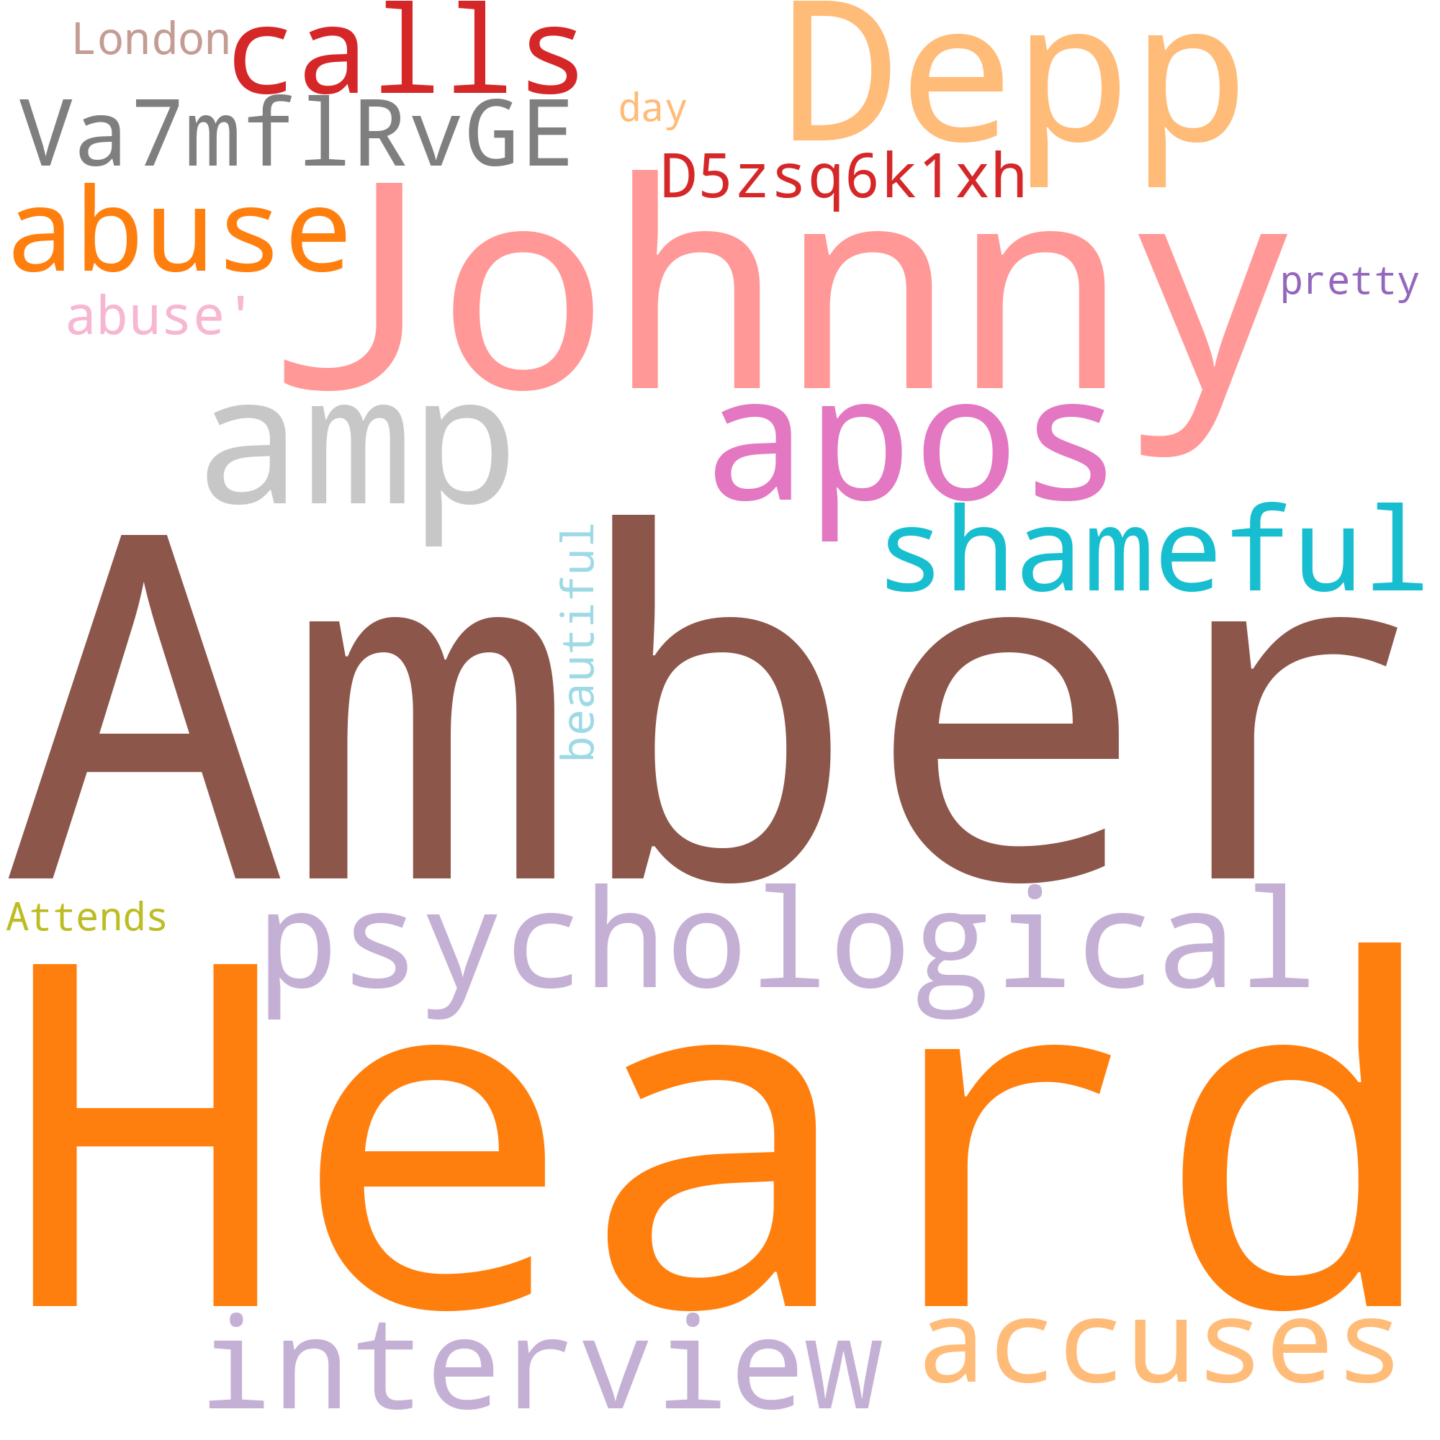 London
calls
Depp
Va7mflRvGE
day
D5zsq6k1xh
abuse
Johnny
pretty
abuse'
amp
apos
shameful
beautiful
Amber
Attends
psychological
Heard
interview
accuses